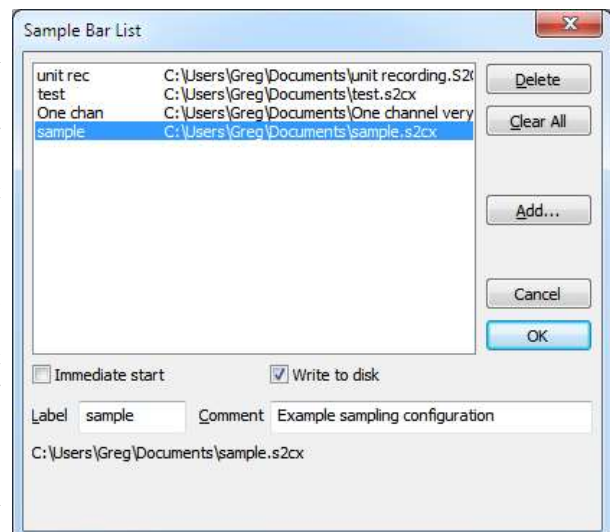 Sample Bar List
unit rec C:\Users\Greg\Documents\unit recording.S2(
test C:\Users\Greg\Documents\test.s2cx
One chan C:\Users\Greg\Documents\One channel very
sample C:\Users\Greg\Documents\sample.s2cx
Delete
Clear All
Add...
Cancel
OK
Immediate start Write to disk
Label sample Comment Example sampling configuration
C:\Users\Greg\Documents\sample.s2cx